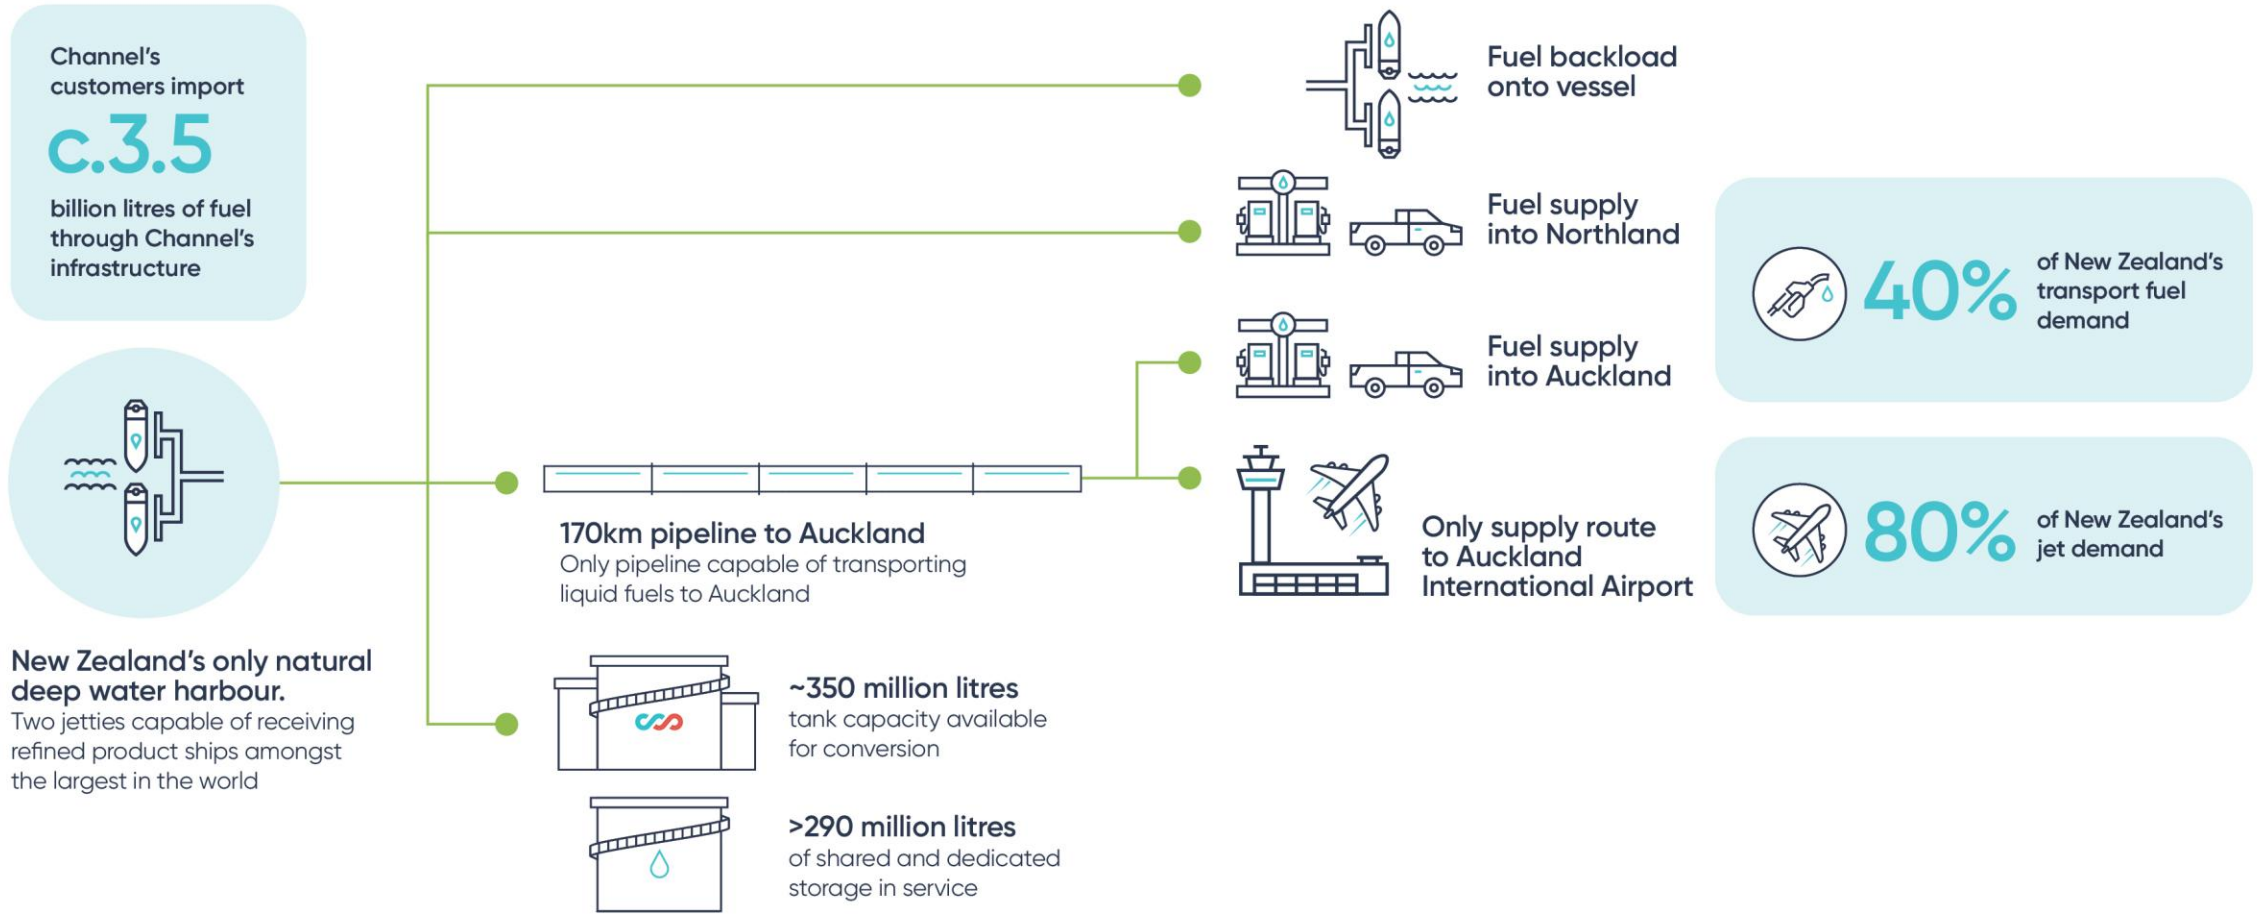 Channel's
customers import
c.3.5
billion litres of fuel
through Channel's
infrastructure
New Zealand's only natural
deep water harbour.
Two jetties capable of receiving
refined product ships amongst
the largest in the world
170km pipeline to Auckland
Only pipeline capable of transporting
liquid fuels to Auckland
~350 million litres
tank capacity available
for conversion
>290 million litres
of shared and dedicated
storage in service
Fuel backload
onto vessel
Fuel supply
into Northland
Fuel supply
into Auckland
Only supply route
to Auckland
International Airport
40%
of New Zealand's
transport fuel
demand
80%
of New Zealand's
jet demand